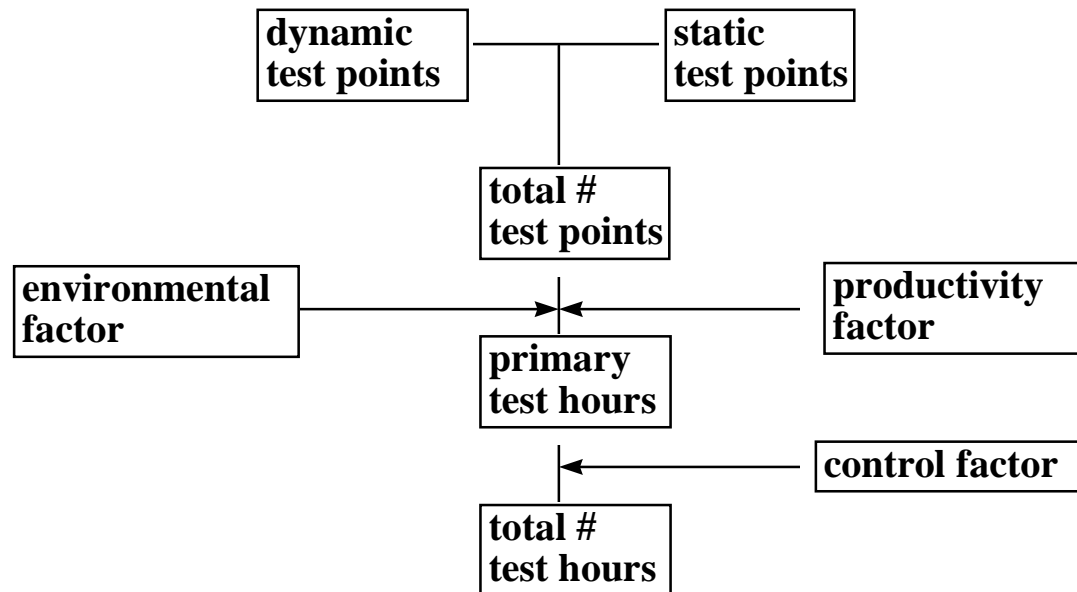 dynamic
test points
static
test points
total #
test points
environmental
factor
productivity
factor
primary
test hours
control factor
total #
test hours